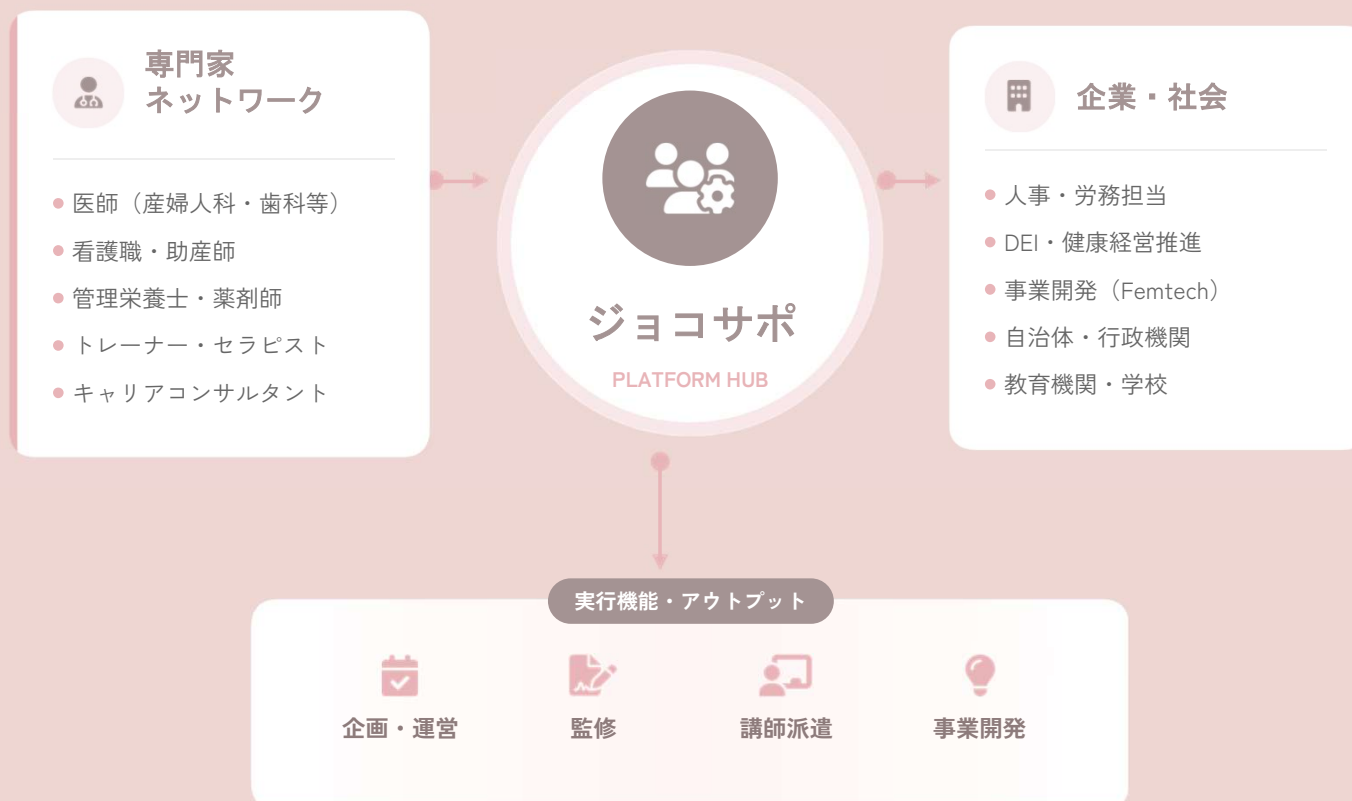 専門家
ネットワーク
医師（産婦人科・歯科等）
看護職・助産師
管理栄養士・薬剤師
トレーナー・セラピスト
キャリアコンサルタント
ジョコサポ
PLATFORM HUB
企業・社会
人事・労務担当
DEI・健康経営推進
事業開発（Femtech）
自治体・行政機関
教育機関・学校
実行機能・アウトプット
企画・運営
監修
講師派遣
事業開発